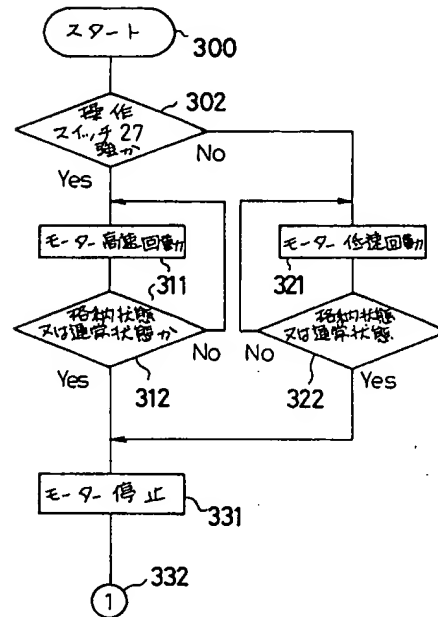 スタート
300
302
操作
スイッチ27
強か
Yes
No
モーター高速回動
311
モーター低速回動
321
格納状態
又は通常状態か
312
No
Yes
格納状態
又は通常状態
322
No
Yes
モーター停止
331
332
1